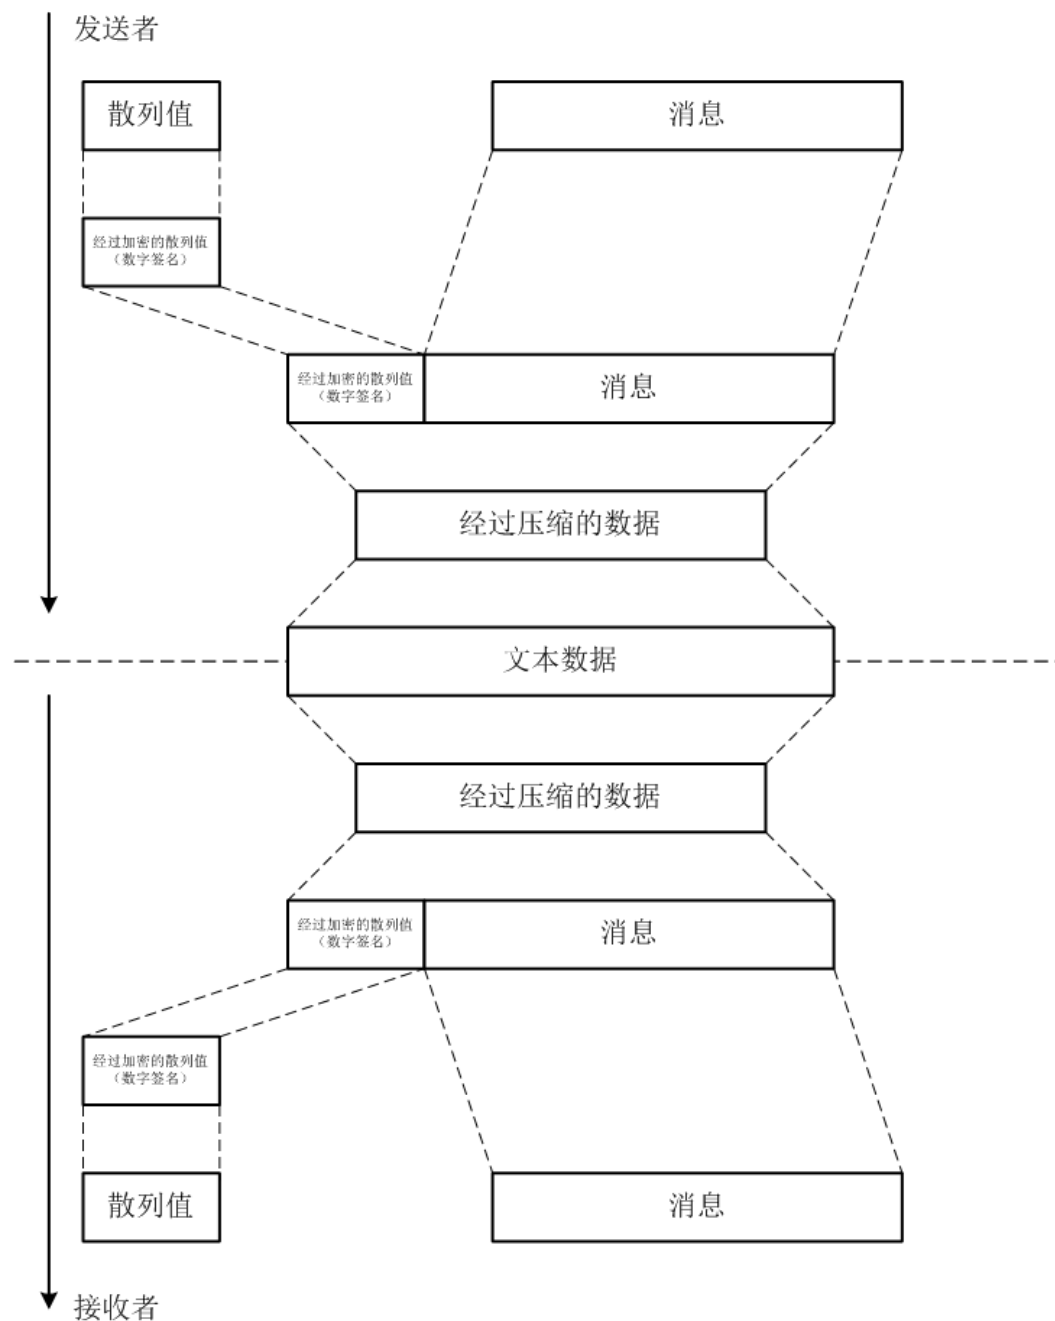 发送者
散列值
消息
经过加密的散列值
（数字签名）
经过加密的散列值
（数字签名）
消息
经过压缩的数据
文本数据
经过压缩的数据
经过加密的散列值
（数字签名）
消息
经过加密的散列值
（数字签名）
散列值
消息
接收者